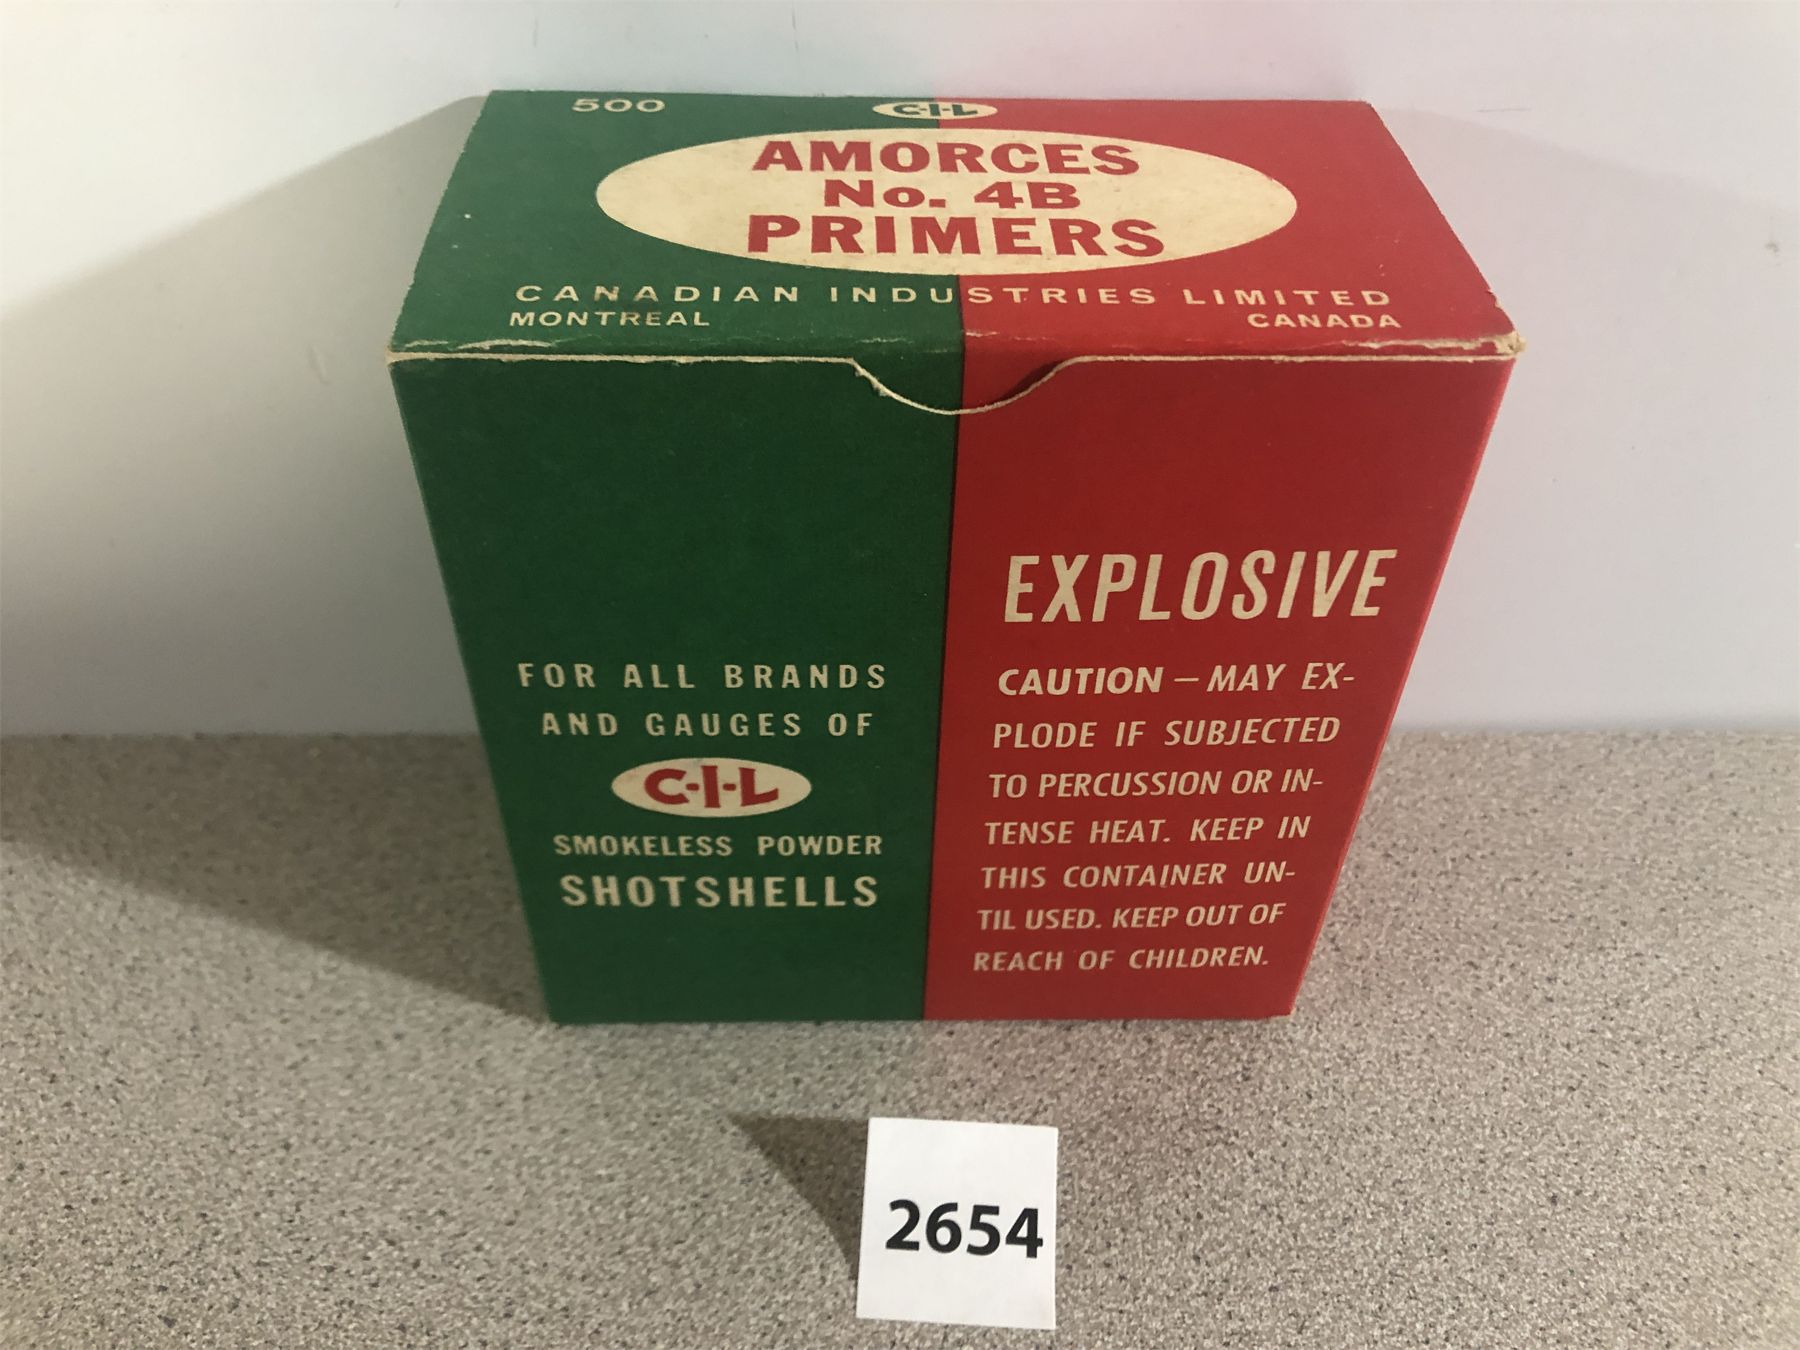 500
C-I-L
AMORCES
No. 4B
PRIMERS
CANADIAN INDUSTRIES LIMITED
MONTREAL CANADA
FOR ALL BRANDS
AND GAUGES OF
C-I-L
SMOKELESS POWDER
SHOTSHELLS
EXPLOSIVE
CAUTION – MAY EX-
PLODE IF SUBJECTED
TO PERCUSSION OR IN-
TENSE HEAT. KEEP IN
THIS CONTAINER UN-
TIL USED. KEEP OUT OF
REACH OF CHILDREN.
2654